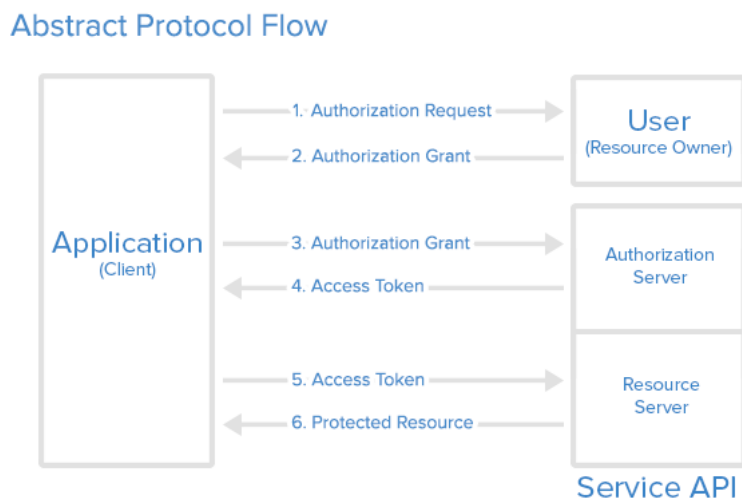 Abstract Protocol Flow
1. Authorization Request
User
(Resource Owner)
2. Authorization Grant
Application
(Client)
3. Authorization Grant
Authorization
Server
4. Access Token
5. Access Token
Resource
Server
6. Protected Resource
Service API